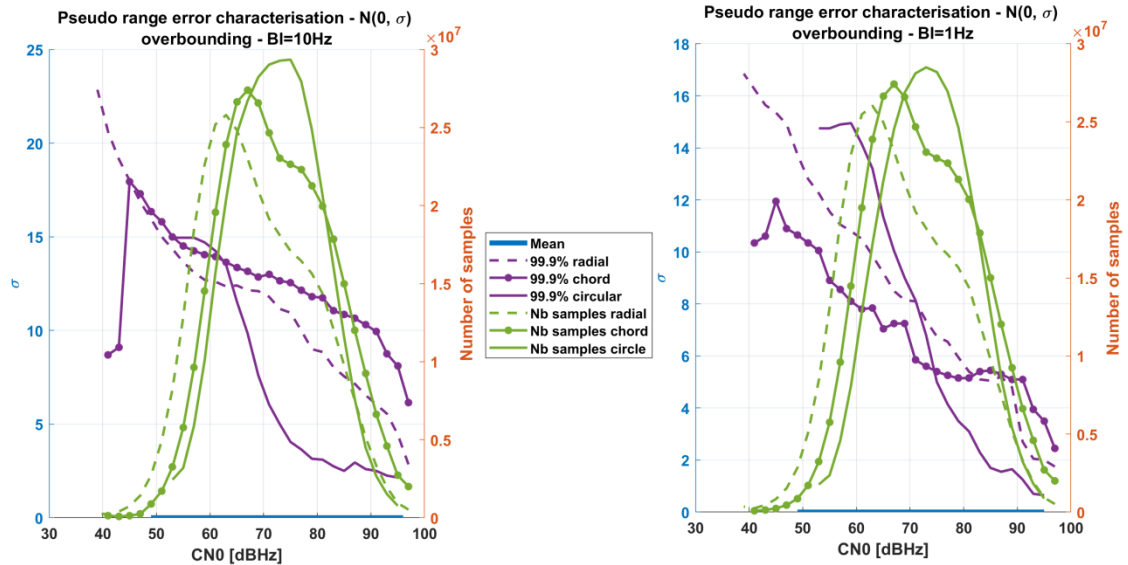 Pseudo range error characterisation - N(0, σ)
overbounding - BI=10Hz
×10⁷
25
20
15
10
5
0
σ
3
2.5
2
1.5
1
0.5
0
Number of samples
30 40 50 60 70 80 90 100
CN0 [dBHz]
Mean
99.9% radial
99.9% chord
99.9% circular
Nb samples radial
Nb samples chord
Nb samples circle
Pseudo range error characterisation - N(0, σ)
overbounding - BI=1Hz
×10⁷
18
16
14
12
10
8
6
4
2
0
σ
3
2.5
2
1.5
1
0.5
0
Number of samples
30 40 50 60 70 80 90 100
CN0 [dBHz]